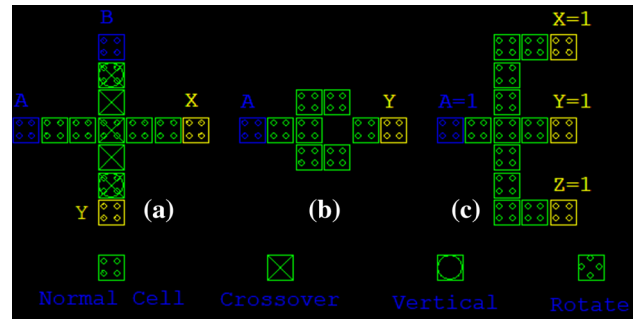 B X=1
A X A Y A=1 Y=1
Y (a) (b) (c) Z=1
Normal Cell Crossover Vertical Rotate